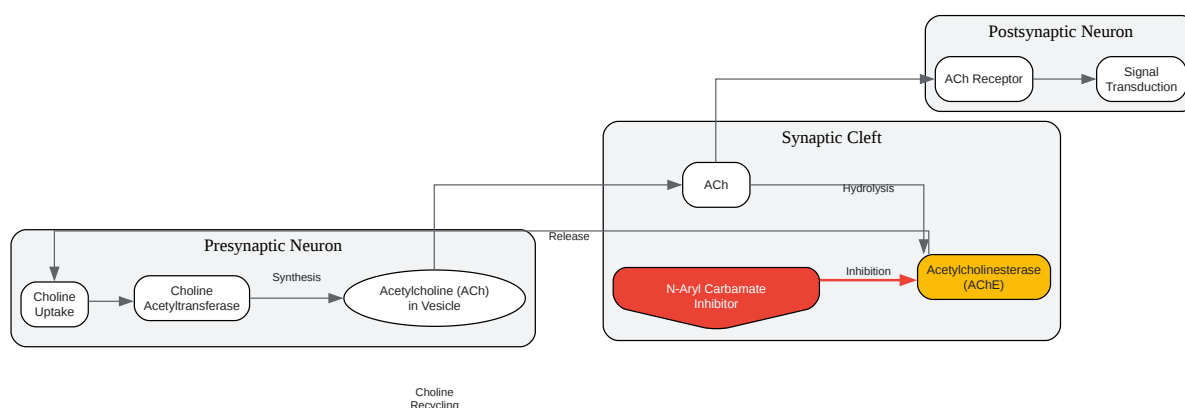 Postsynaptic Neuron
ACh Receptor
Signal
Transduction
Synaptic Cleft
ACh
Hydrolysis
Release
Presynaptic Neuron
Synthesis
Choline
Uptake
Choline
Acetyltransferase
Acetylcholine (ACh)
in Vesicle
N-Aryl Carbamate
Inhibitor
Inhibition
Acetylcholinesterase
(AChE)
Choline
Recycling